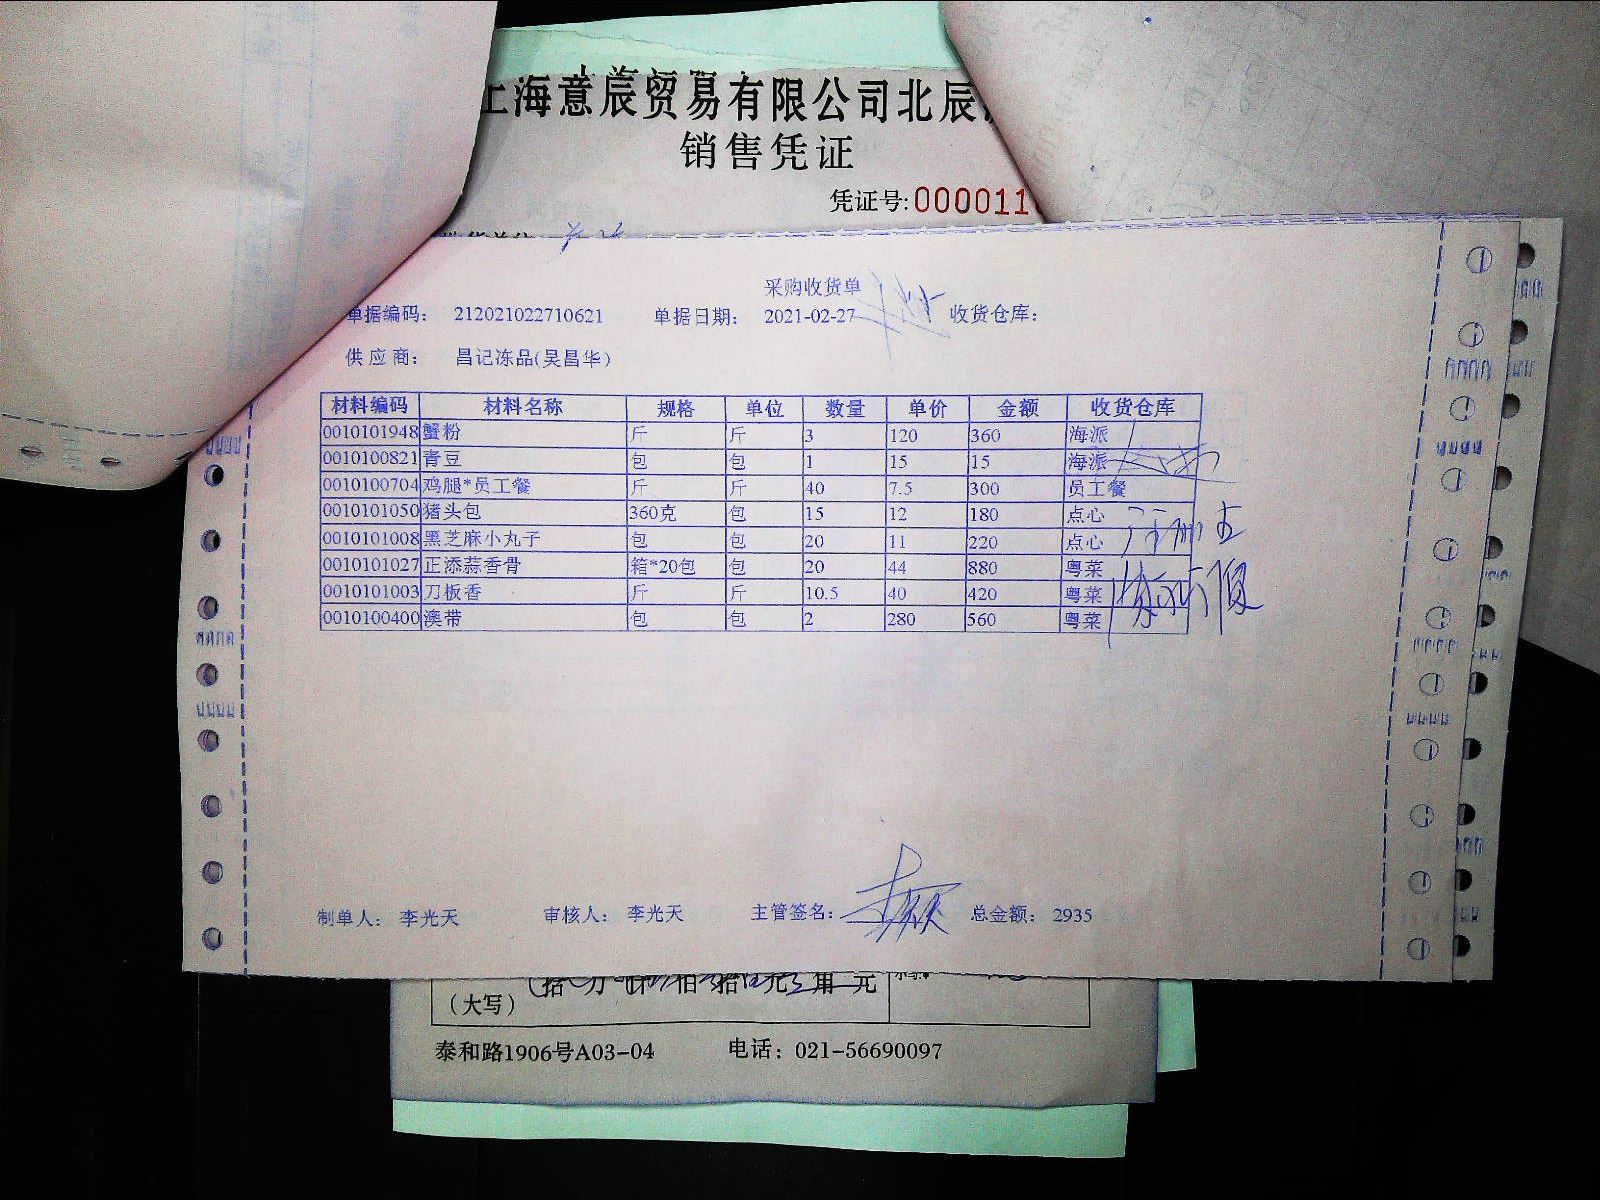 上海意辰贸易有限公司北辰
销售凭证
凭证号:000011
采购收货单
单据编码: 212021022710621 单据日期: 2021-02-27 收货仓库:
供应商: 昌记冻品(吴昌华)
材料编码 材料名称 规格 单位 数量 单价 金额 收货仓库
0010101948 蟹粉 斤 斤 3 120 360 海派
0010100821 青豆 包 包 1 15 15 海派
0010100704 鸡腿*员工餐 斤 斤 40 7.5 300 员工餐
0010101050 猪头包 360克 包 15 12 180 点心
0010101008 黑芝麻小丸子 包 包 20 11 220 点心
0010101027 正添蒜香骨 箱*20包 包 20 44 880 粤菜
0010101003 刀板香 斤 斤 10.5 40 420 粤菜
0010100400 澳带 包 包 2 280 560 粤菜
制单人: 李光天 审核人: 李光天 主管签名: 总金额: 2935
拾 万 仟 佰 拾 元 角 元
(大写)
泰和路1906号A03-04 电话: 021-56690097